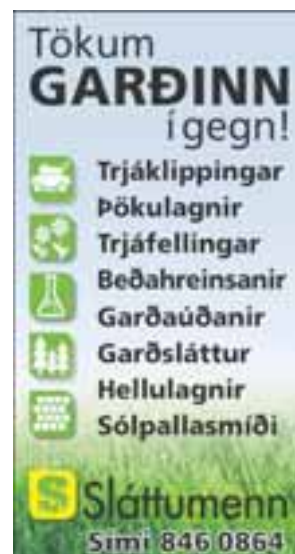 Tökum
GARÐINN
í gegn!
Trjáklippingar
Þökulagnir
Trjáfellingar
Beðahreinsanir
Garðaúðanir
Garðsláttur
Hellulagnir
Sólpallasmíði
S Sláttumenn
Sími 846 0864